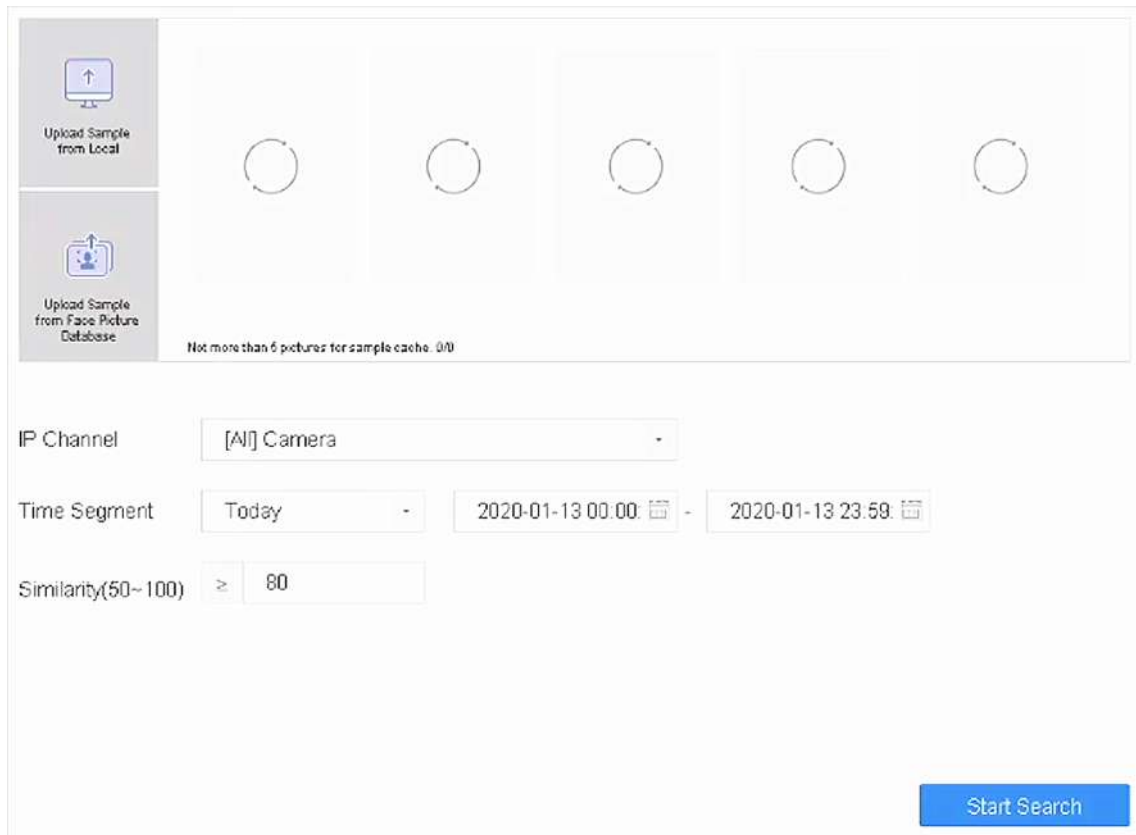 Upload Sample
from Local
Upload Sample
from Face Picture
Database
Not more than 6 pictures for sample cache. 0/0
IP Channel
[All] Camera
Time Segment
Today
2020-01-13 00:00:
-
2020-01-13 23:59:
Similarity(50~100)
≥
80
Start Search